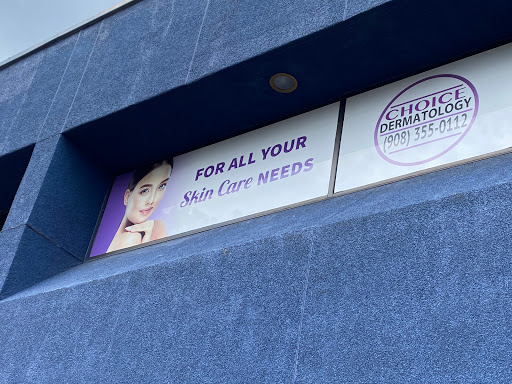 FOR ALL YOUR
Skin Care NEEDS
CHOICE
DERMATOLOGY
(908) 355-0112